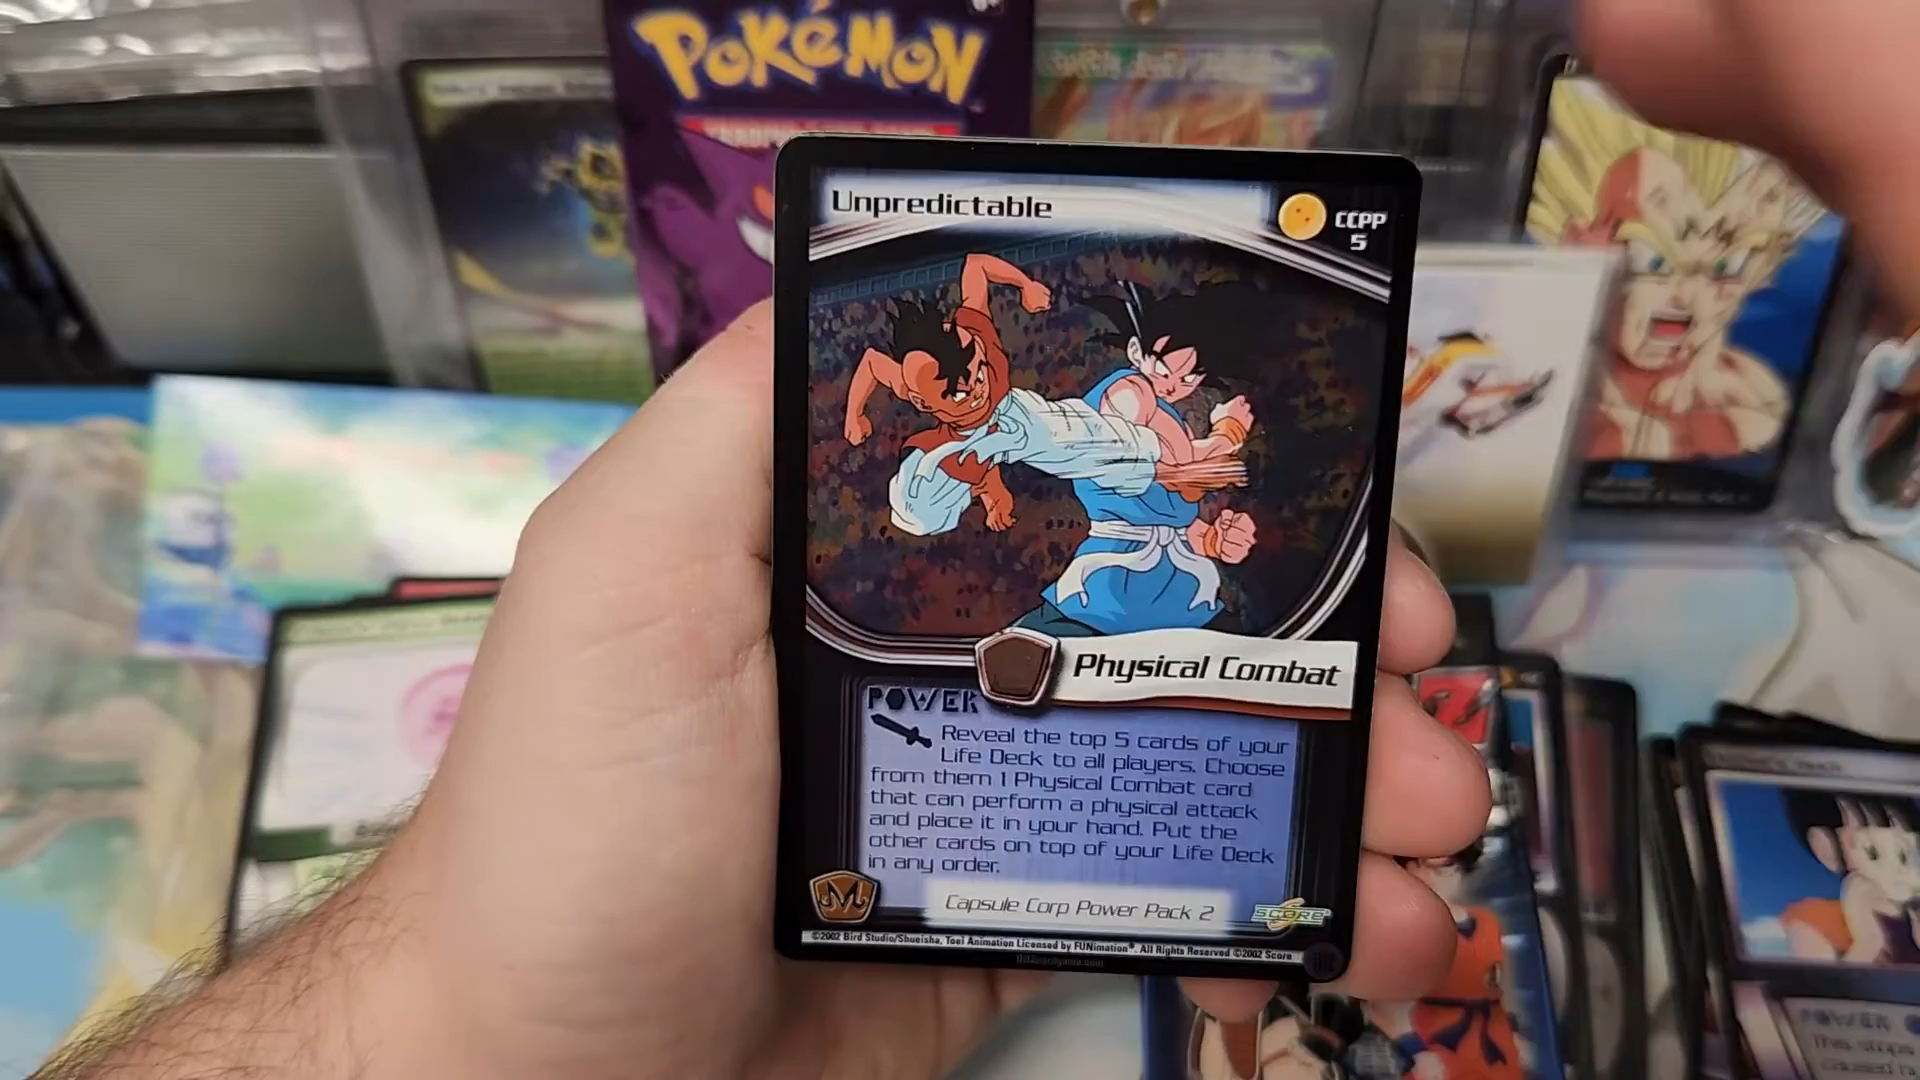 POKéMON
Unpredictable
CCPP
5
Physical Combat
POWER
Reveal the top 5 cards of your
Life Deck to all players. Choose
from them 1 Physical Combat card
that can perform a physical attack
and place it in your hand. Put the
other cards on top of your Life Deck
in any order.
Capsule Corp Power Pack 2
SCORE
©2002 Bird Studio/Shueisha, Toei Animation Licensed by FUNimation®. All Rights Reserved ©2002 Score
POWER
This stops